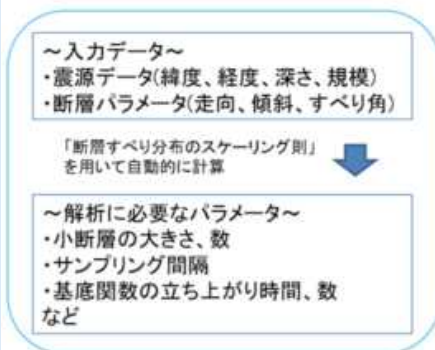 ～入力データ～
・震源データ(緯度、経度、深さ、規模)
・断層パラメータ(走向、傾斜、すべり角)
「断層すべり分布のスケーリング則」
を用いて自動的に計算
～解析に必要なパラメータ～
・小断層の大きさ、数
・サンプリング間隔
・基底関数の立ち上がり時間、数
など